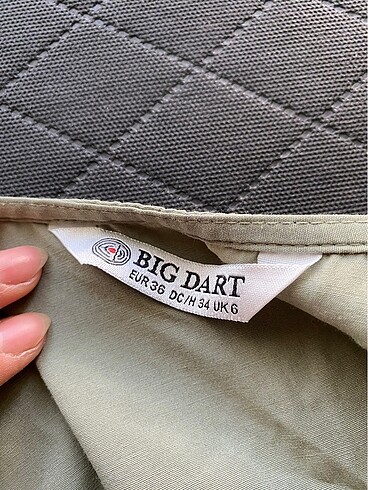 BIG DART
EUR 36 DC/H 34 UK 6